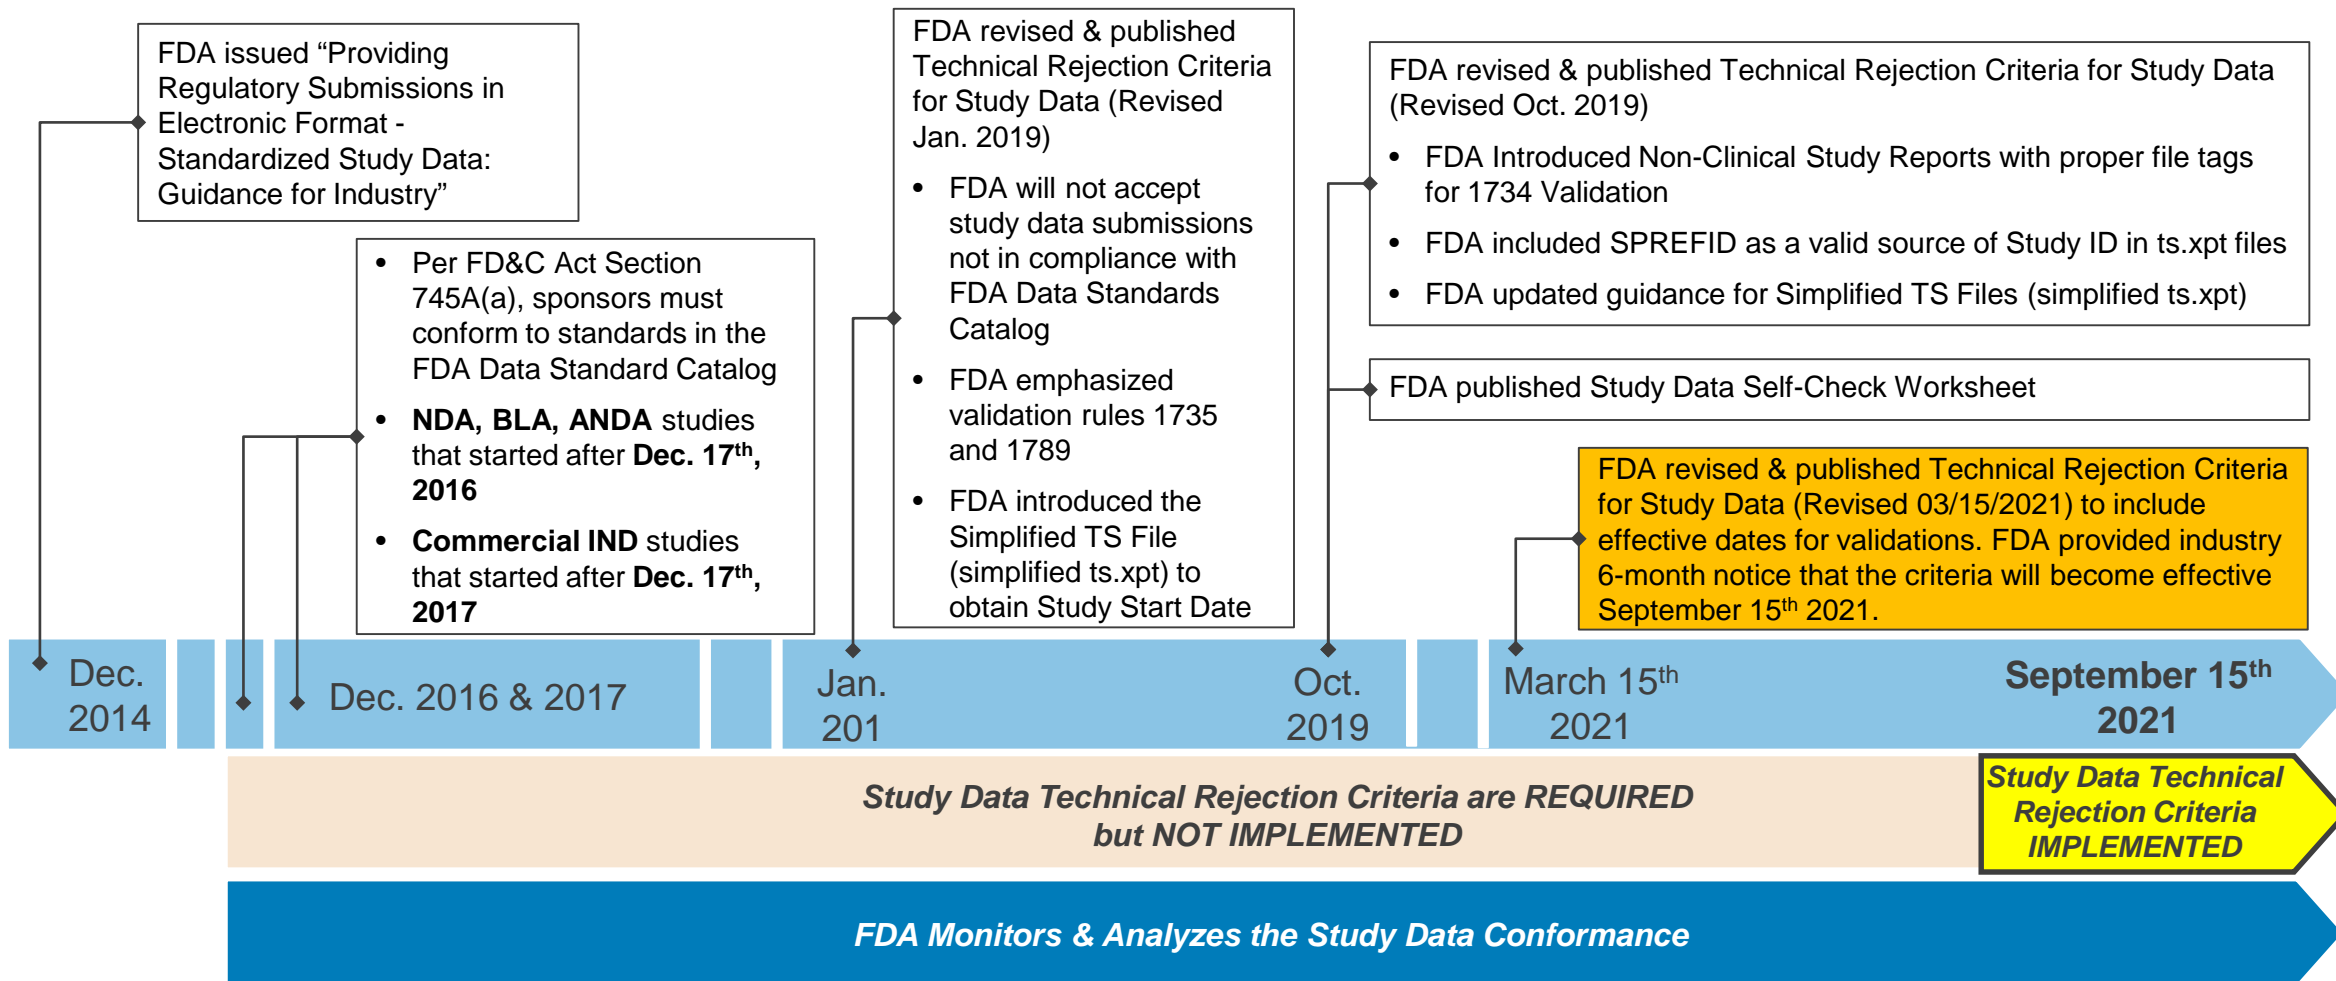 FDA issued “Providing
Regulatory Submissions in
Electronic Format -
Standardized Study Data:
Guidance for Industry”
• Per FD&C Act Section
745A(a), sponsors must
conform to standards in the
FDA Data Standard Catalog
• NDA, BLA, ANDA studies
that started after Dec. 17th,
2016
• Commercial IND studies
that started after Dec. 17th,
2017
FDA revised & published
Technical Rejection Criteria
for Study Data (Revised
Jan. 2019)
• FDA will not accept
study data submissions
not in compliance with
FDA Data Standards
Catalog
• FDA emphasized
validation rules 1735
and 1789
• FDA introduced the
Simplified TS File
(simplified ts.xpt) to
obtain Study Start Date
FDA revised & published Technical Rejection Criteria for Study Data
(Revised Oct. 2019)
• FDA Introduced Non-Clinical Study Reports with proper file tags
for 1734 Validation
• FDA included SPREFID as a valid source of Study ID in ts.xpt files
• FDA updated guidance for Simplified TS Files (simplified ts.xpt)
FDA published Study Data Self-Check Worksheet
FDA revised & published Technical Rejection Criteria
for Study Data (Revised 03/15/2021) to include
effective dates for validations. FDA provided industry
6-month notice that the criteria will become effective
September 15th 2021.
Dec.
2014
Dec. 2016 & 2017
Jan.
201
Oct.
2019
March 15th
2021
September 15th
2021
Study Data Technical Rejection Criteria are REQUIRED
but NOT IMPLEMENTED
Study Data Technical
Rejection Criteria
IMPLEMENTED
FDA Monitors & Analyzes the Study Data Conformance